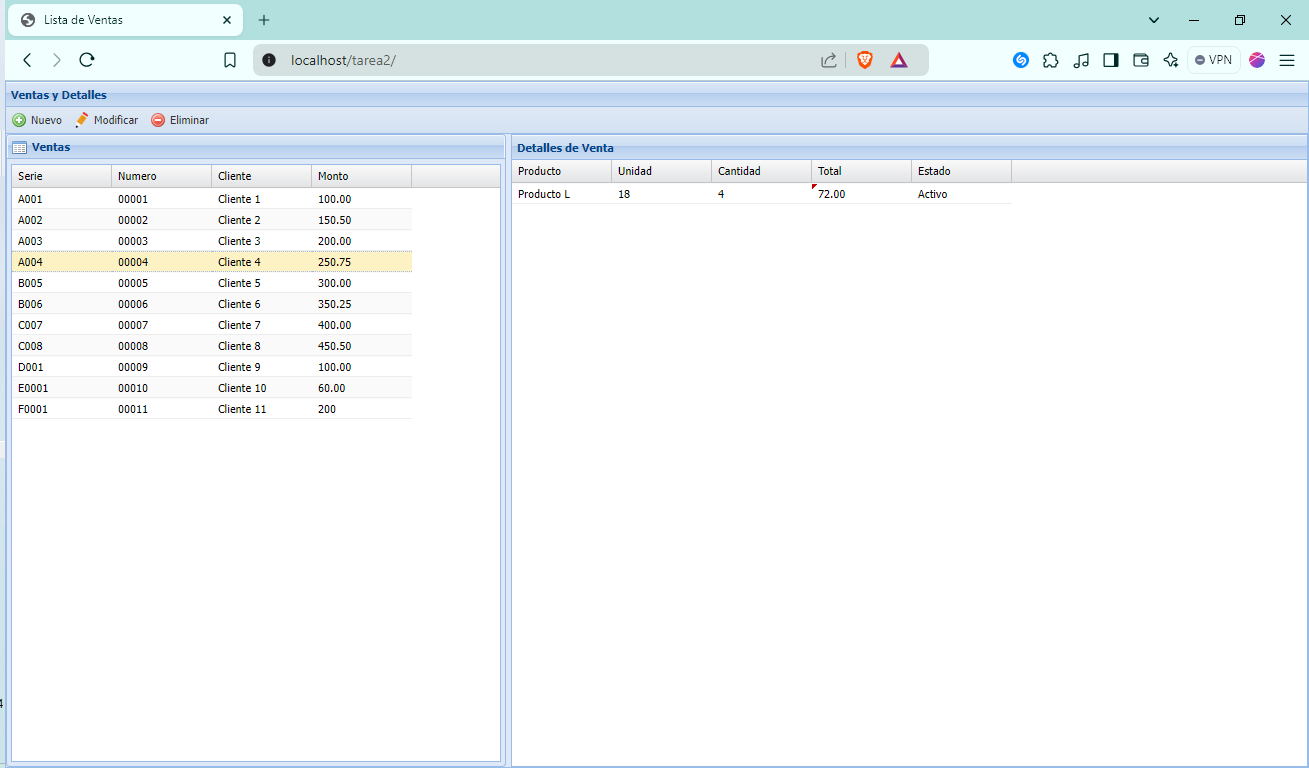 Lista de Ventas
localhost/tarea2/
VPN
Ventas y Detalles
Nuevo Modificar Eliminar
Ventas
Serie Numero Cliente Monto
A001 00001 Cliente 1 100.00
A002 00002 Cliente 2 150.50
A003 00003 Cliente 3 200.00
A004 00004 Cliente 4 250.75
B005 00005 Cliente 5 300.00
B006 00006 Cliente 6 350.25
C007 00007 Cliente 7 400.00
C008 00008 Cliente 8 450.50
D001 00009 Cliente 9 100.00
E0001 00010 Cliente 10 60.00
F0001 00011 Cliente 11 200
Detalles de Venta
Producto Unidad Cantidad Total Estado
Producto L 18 4 72.00 Activo
4